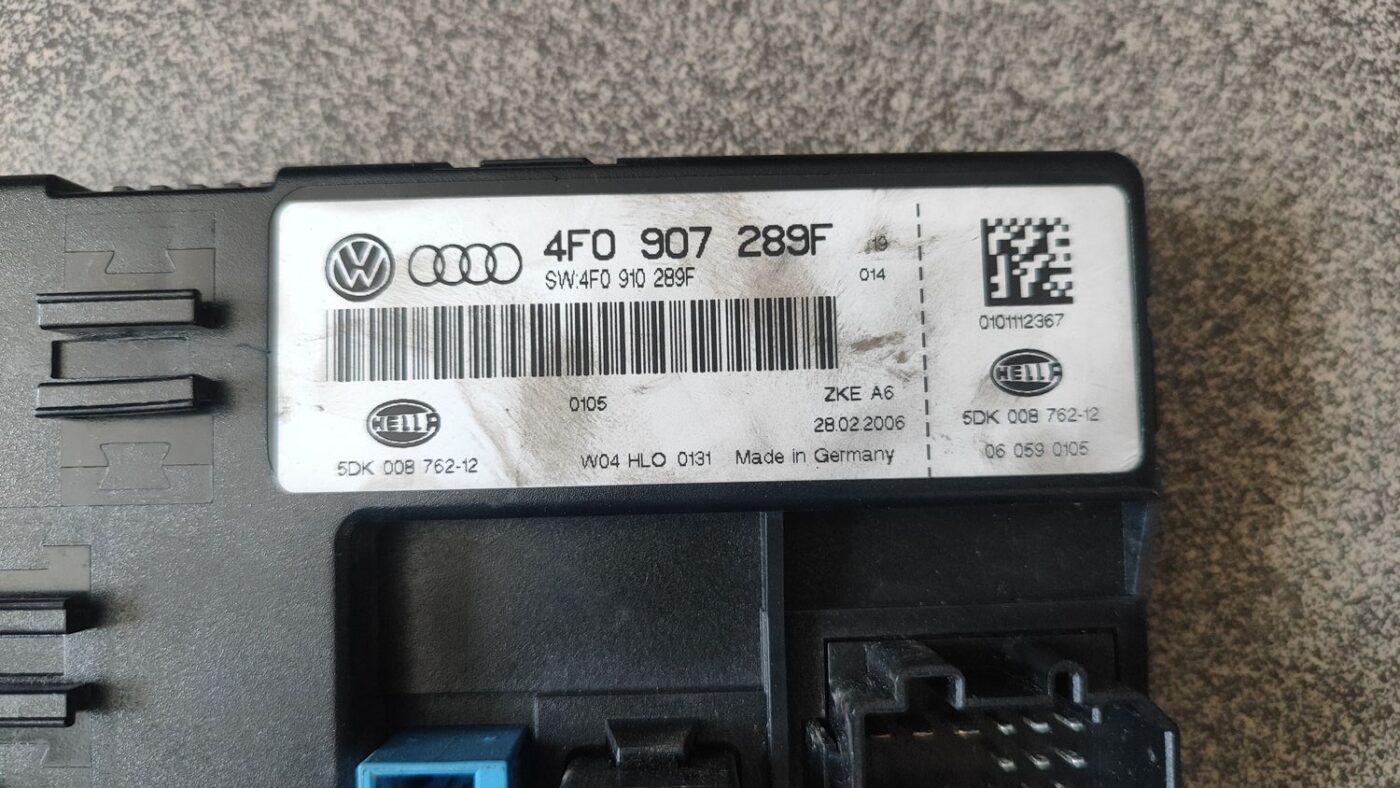 4F0 907 289F
SW:4F0 910 289F
014
0105
ZKE A6
28.02.2006
HELLA
5DK 008 762-12
W04 HLO 0131 Made in Germany
0101112367
HELLA
5DK 008 762-12
06 059 0105